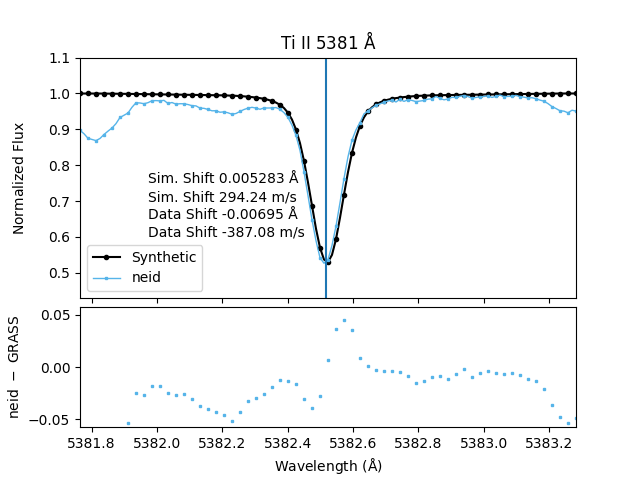 Ti II 5381 Å
1.1
1.0
0.9
0.8
0.7
0.6
0.5
Normalized Flux
Sim. Shift 0.005283 Å
Sim. Shift 294.24 m/s
Data Shift -0.00695 Å
Data Shift -387.08 m/s
Synthetic
neid
0.05
0.00
−0.05
neid − GRASS
5381.8 5382.0 5382.2 5382.4 5382.6 5382.8 5383.0 5383.2
Wavelength (Å)